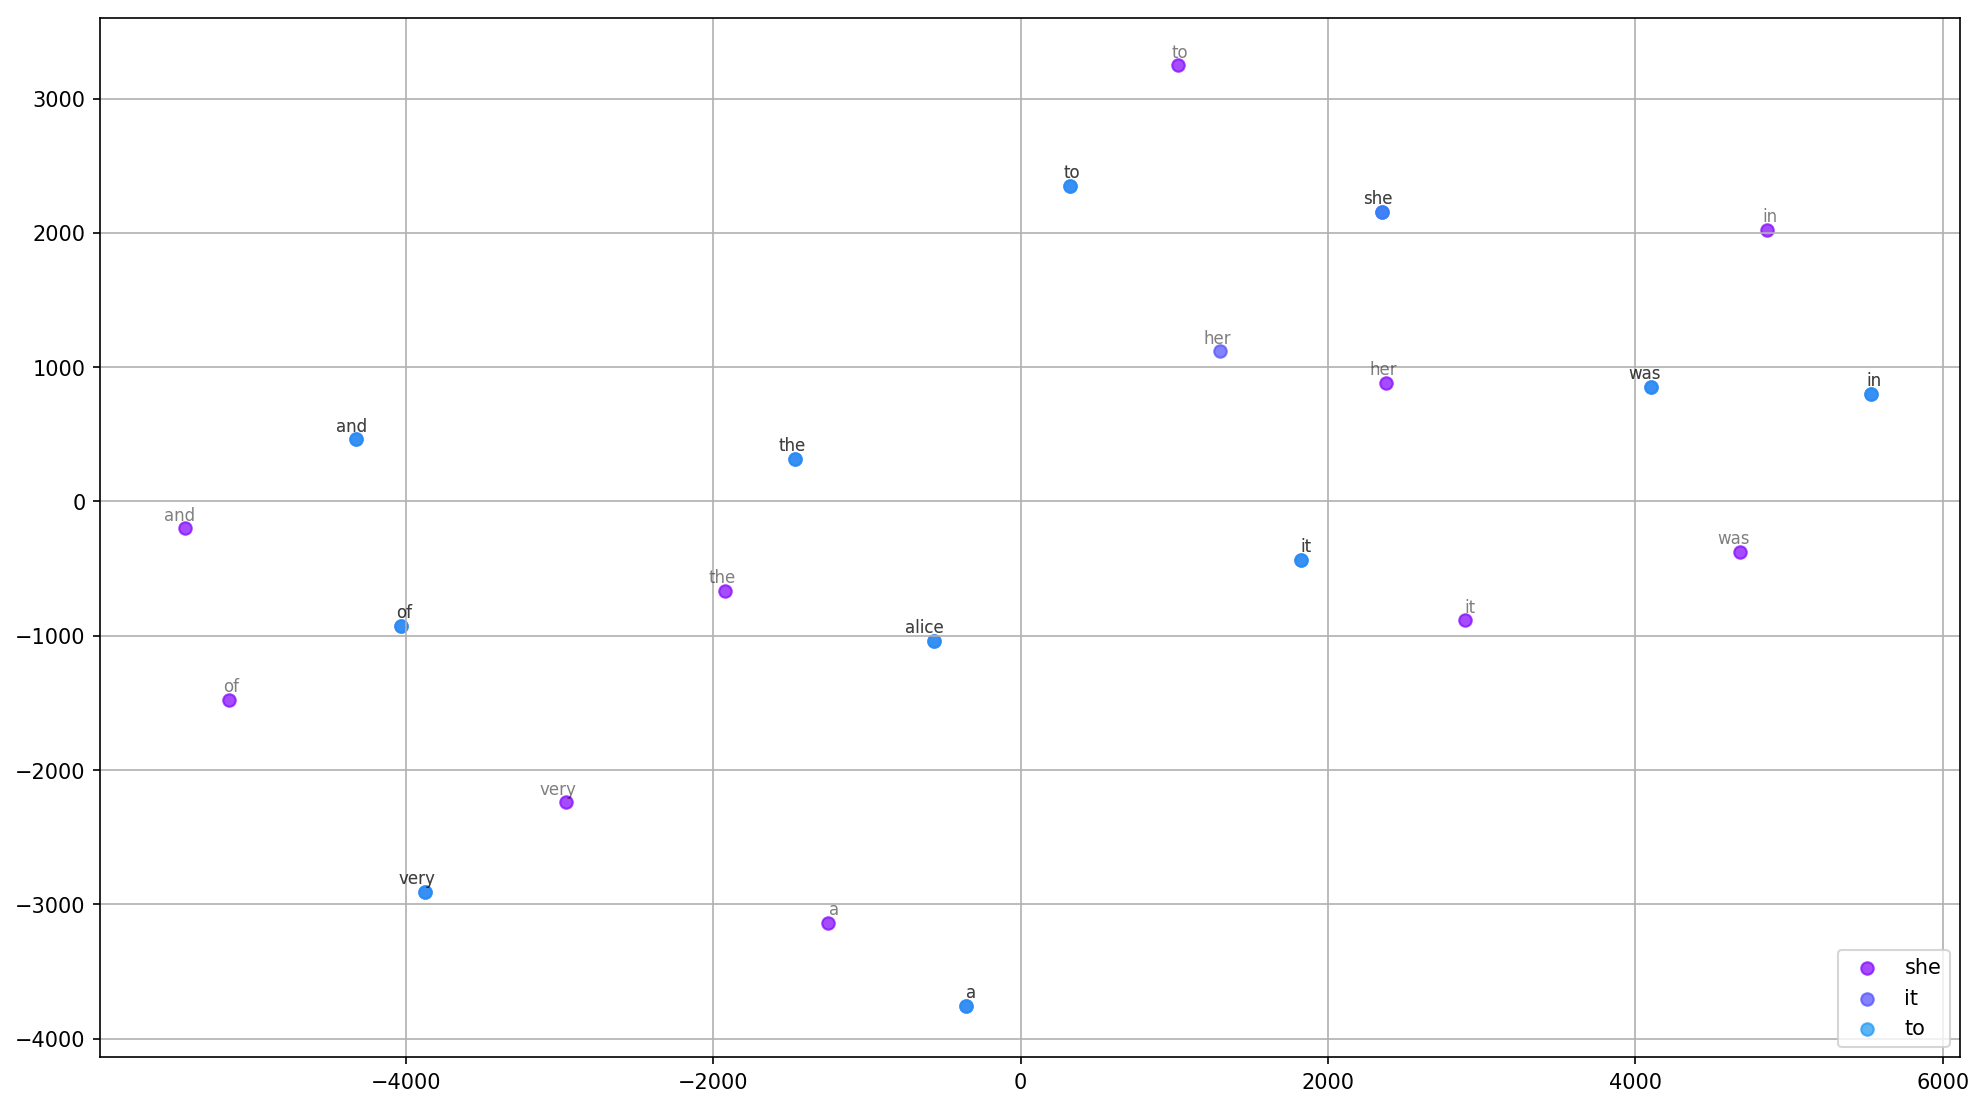 to
3000
to
she
in
2000
her
her
1000
was
in
and
the
0
and
it
was
the
it
of
alice
−1000
of
−2000
very
very
−3000
a
a
she
it
to
−4000
−4000
−2000
0
2000
4000
6000